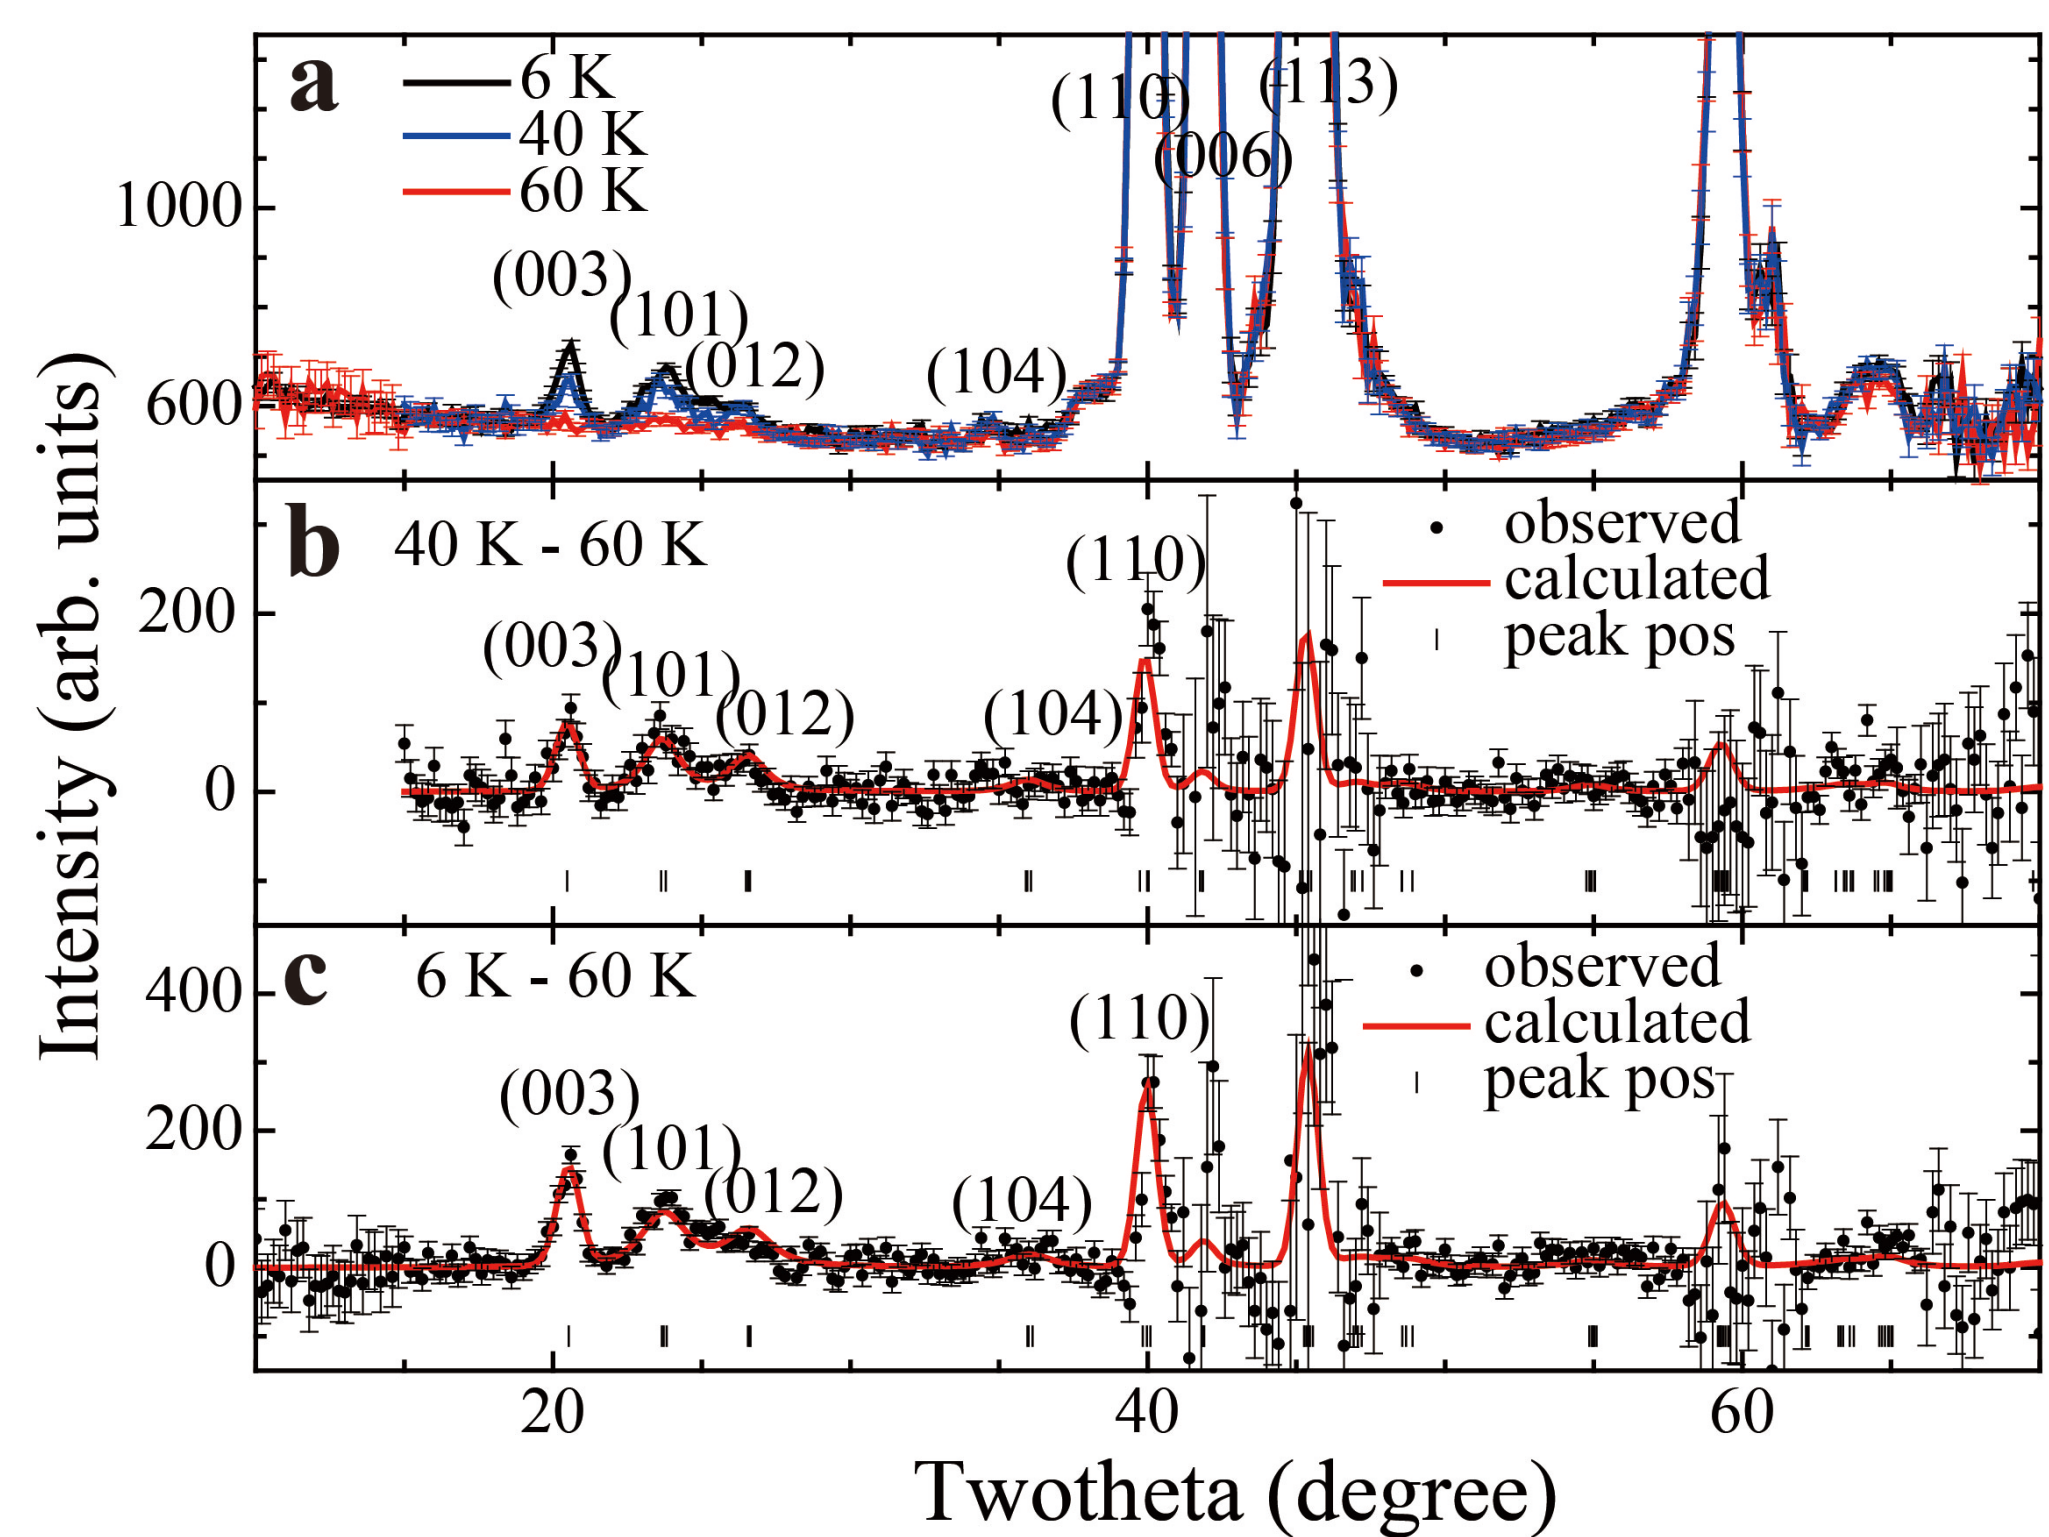 Intensity (arb. units)
a
6 K
40 K
60 K
(003)
(101)
(012)
(104)
(110)
(006)
(113)
1000
600
b
40 K - 60 K
(003)
(101)
(012)
(104)
(110)
observed
calculated
peak pos
200
0
c
6 K - 60 K
(003)
(101)
(012)
(104)
(110)
observed
calculated
peak pos
400
200
0
20 40 60
Twotheta (degree)